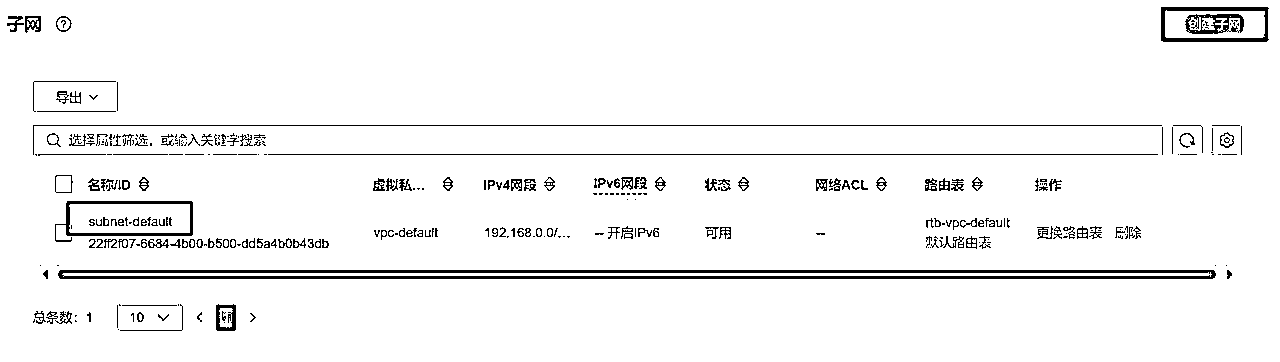 子网 ?
创建子网
导出
选择属性筛选，或输入关键字搜索
名称/ID 虚拟私... IPv4网段 IPv6网段 状态 网络ACL 路由表 操作
subnet-default
22ff2f07-6684-4b00-b500-dd5a4b0b43db
vpc-default 192.168.0.0/... -- 开启IPv6 可用 --
rtb-vpc-default
默认路由表
更换路由表 删除
总条数：1 10 < 1 >